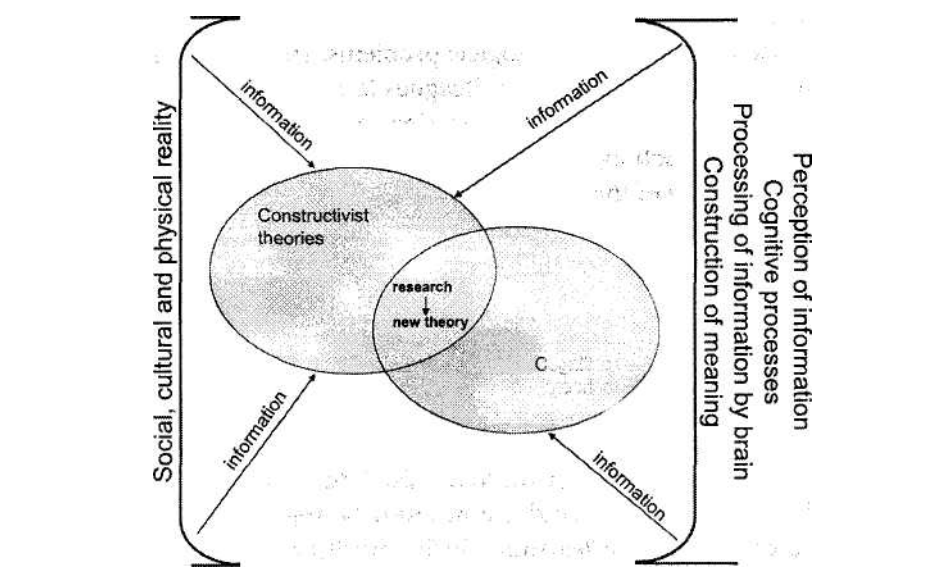 Social, cultural and physical reality
information
information
Constructivist
theories
research
new theory
information
information
Perception of information
Cognitive processes
Processing of information by brain
Construction of meaning